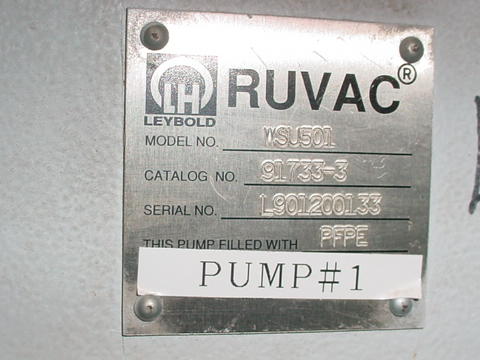 LH
LEYBOLD
RUVAC®
MODEL NO. WSU501
CATALOG NO. 91733-3
SERIAL NO. L901200133
THIS PUMP FILLED WITH PFPE
PUMP#1